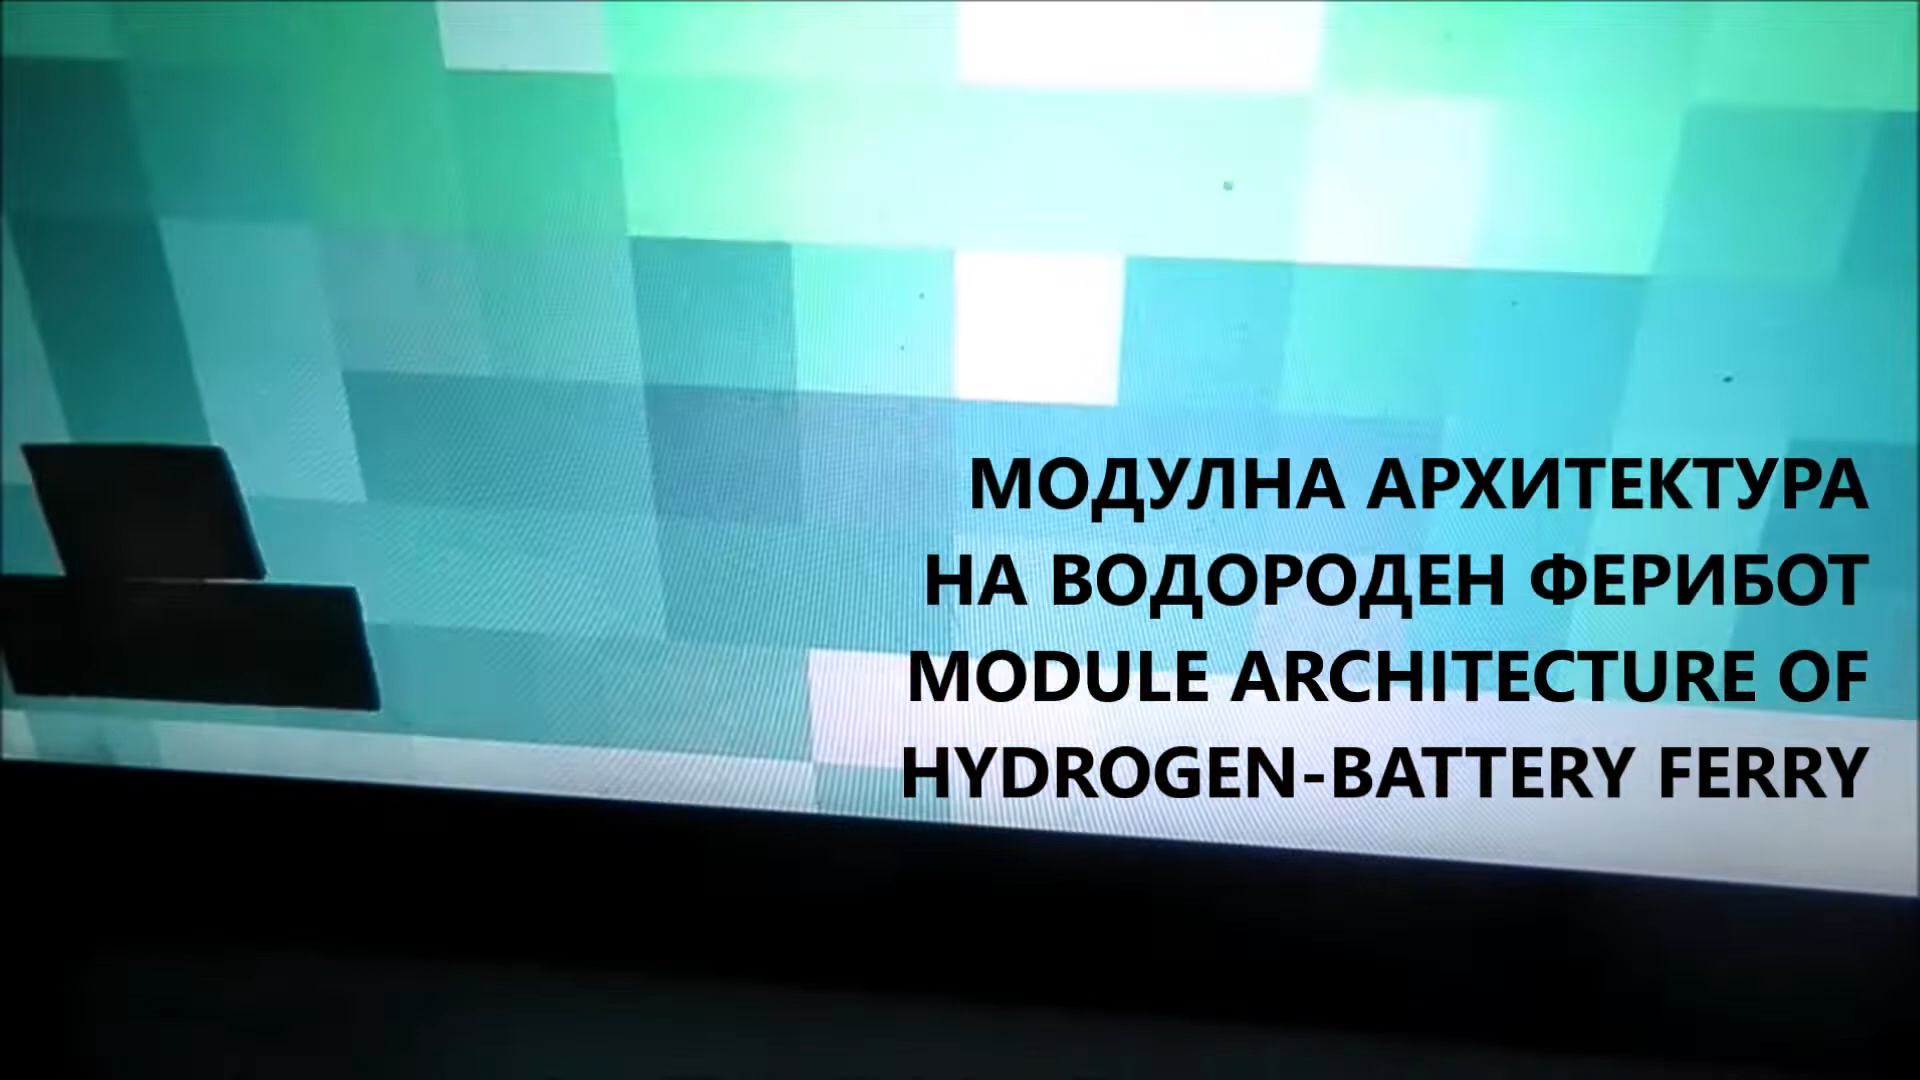 МОДУЛНА АРХИТЕКТУРА
НА ВОДОРОДЕН ФЕРИБОТ
MODULE ARCHITECTURE OF
HYDROGEN-BATTERY FERRY